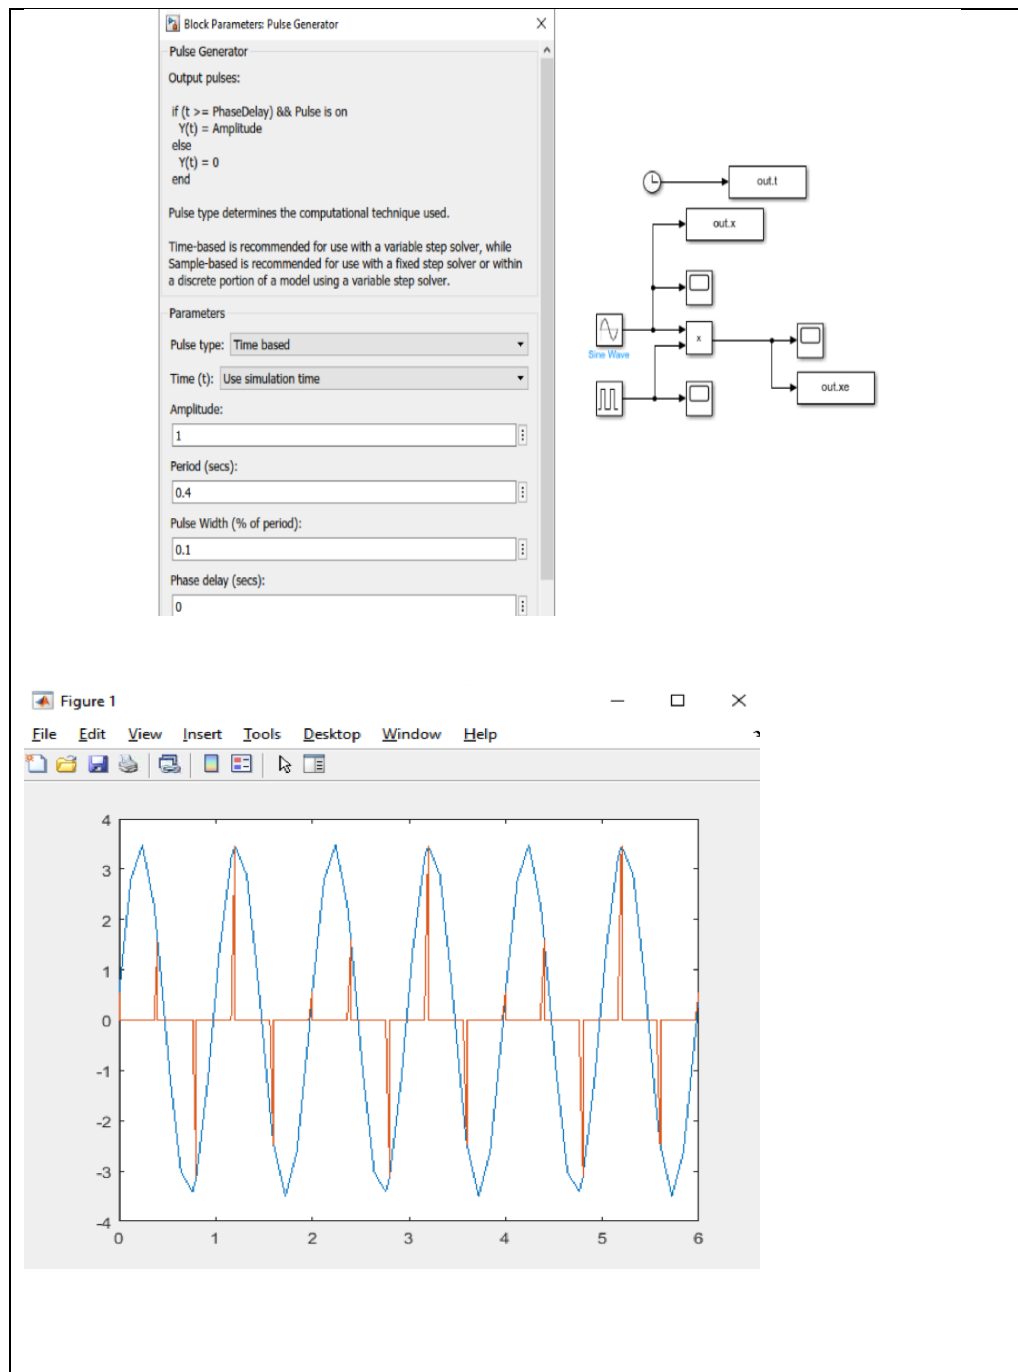 Block Parameters: Pulse Generator
Pulse Generator
Output pulses:
if (t >= PhaseDelay) && Pulse is on
Y(t) = Amplitude
else
Y(t) = 0
end
Pulse type determines the computational technique used.
Time-based is recommended for use with a variable step solver, while
Sample-based is recommended for use with a fixed step solver or within
a discrete portion of a model using a variable step solver.
Parameters
Pulse type: Time based
Time (t): Use simulation time
Amplitude:
1
Period (secs):
0.4
Pulse Width (% of period):
0.1
Phase delay (secs):
0
out.t
out.x
x
Sine Wave
out.xe
Figure 1
File Edit View Insert Tools Desktop Window Help
4
3
2
1
0
-1
-2
-3
-4
0 1 2 3 4 5 6